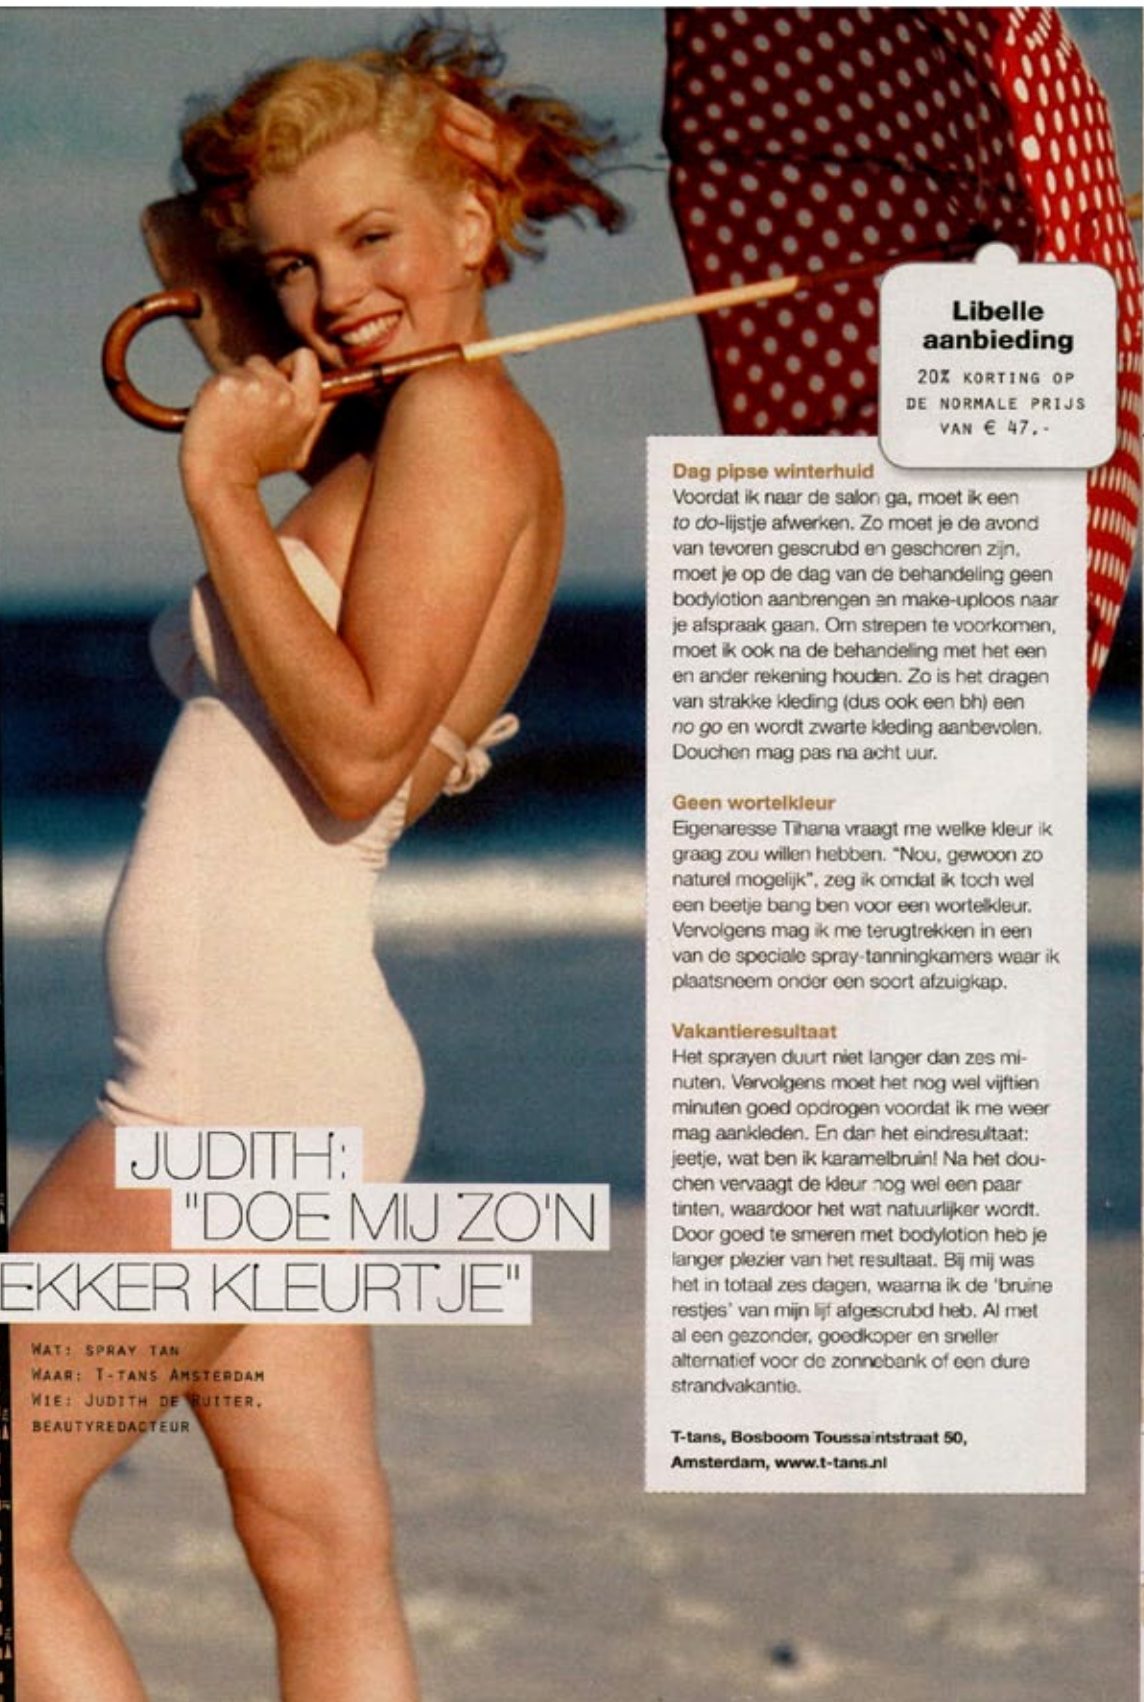 Libelle
aanbieding
20% KORTING OP
DE NORMALE PRIJS
VAN € 47,-
Dag pipse winterhuid
Voordat ik naar de salon ga, moet ik een
to do-lijstje afwerken. Zo moet je de avond
van tevoren gescrubd en geschoren zijn,
moet je op de dag van de behandeling geen
bodylotion aanbrengen en make-uploos naar
je afspraak gaan. Om strepen te voorkomen,
moet ik ook na de behandeling met het een
en ander rekening houden. Zo is het dragen
van strakke kleding (dus ook een bh) een
no go en wordt zwarte kleding aanbevolen.
Douchen mag pas na acht uur.
Geen wortelkleur
Eigenaresse Tihana vraagt me welke kleur ik
graag zou willen hebben. "Nou, gewoon zo
naturel mogelijk", zeg ik omdat ik toch wel
een beetje bang ben voor een wortelkleur.
Vervolgens mag ik me terugtrekken in een
van de speciale spray-tanningkamers waar ik
plaatsneem onder een soort afzuigkap.
Vakantieresultaat
Het sprayen duurt niet langer dan zes mi-
nuten. Vervolgens moet het nog wel vijftien
minuten goed opdrogen voordat ik me weer
mag aankleden. En dan het eindresultaat:
jeetje, wat ben ik karamelbruin! Na het dou-
chen vervaagt de kleur nog wel een paar
tinten, waardoor het wat natuurlijker wordt.
Door goed te smeren met bodylotion heb je
langer plezier van het resultaat. Bij mij was
het in totaal zes dagen, waarna ik de 'bruine
restjes' van mijn lijf afgescrubd heb. Al met
al een gezonder, goedkoper en sneller
alternatief voor de zonnebank of een dure
strandvakantie.
T-tans, Bosboom Toussaintstraat 50,
Amsterdam, www.t-tans.nl
JUDITH:
"DOE MIJ ZO'N
EKKER KLEURTJE"
WAT: SPRAY TAN
WAAR: T-TANS AMSTERDAM
WIE: JUDITH DE RUITER,
BEAUTYREDACTEUR